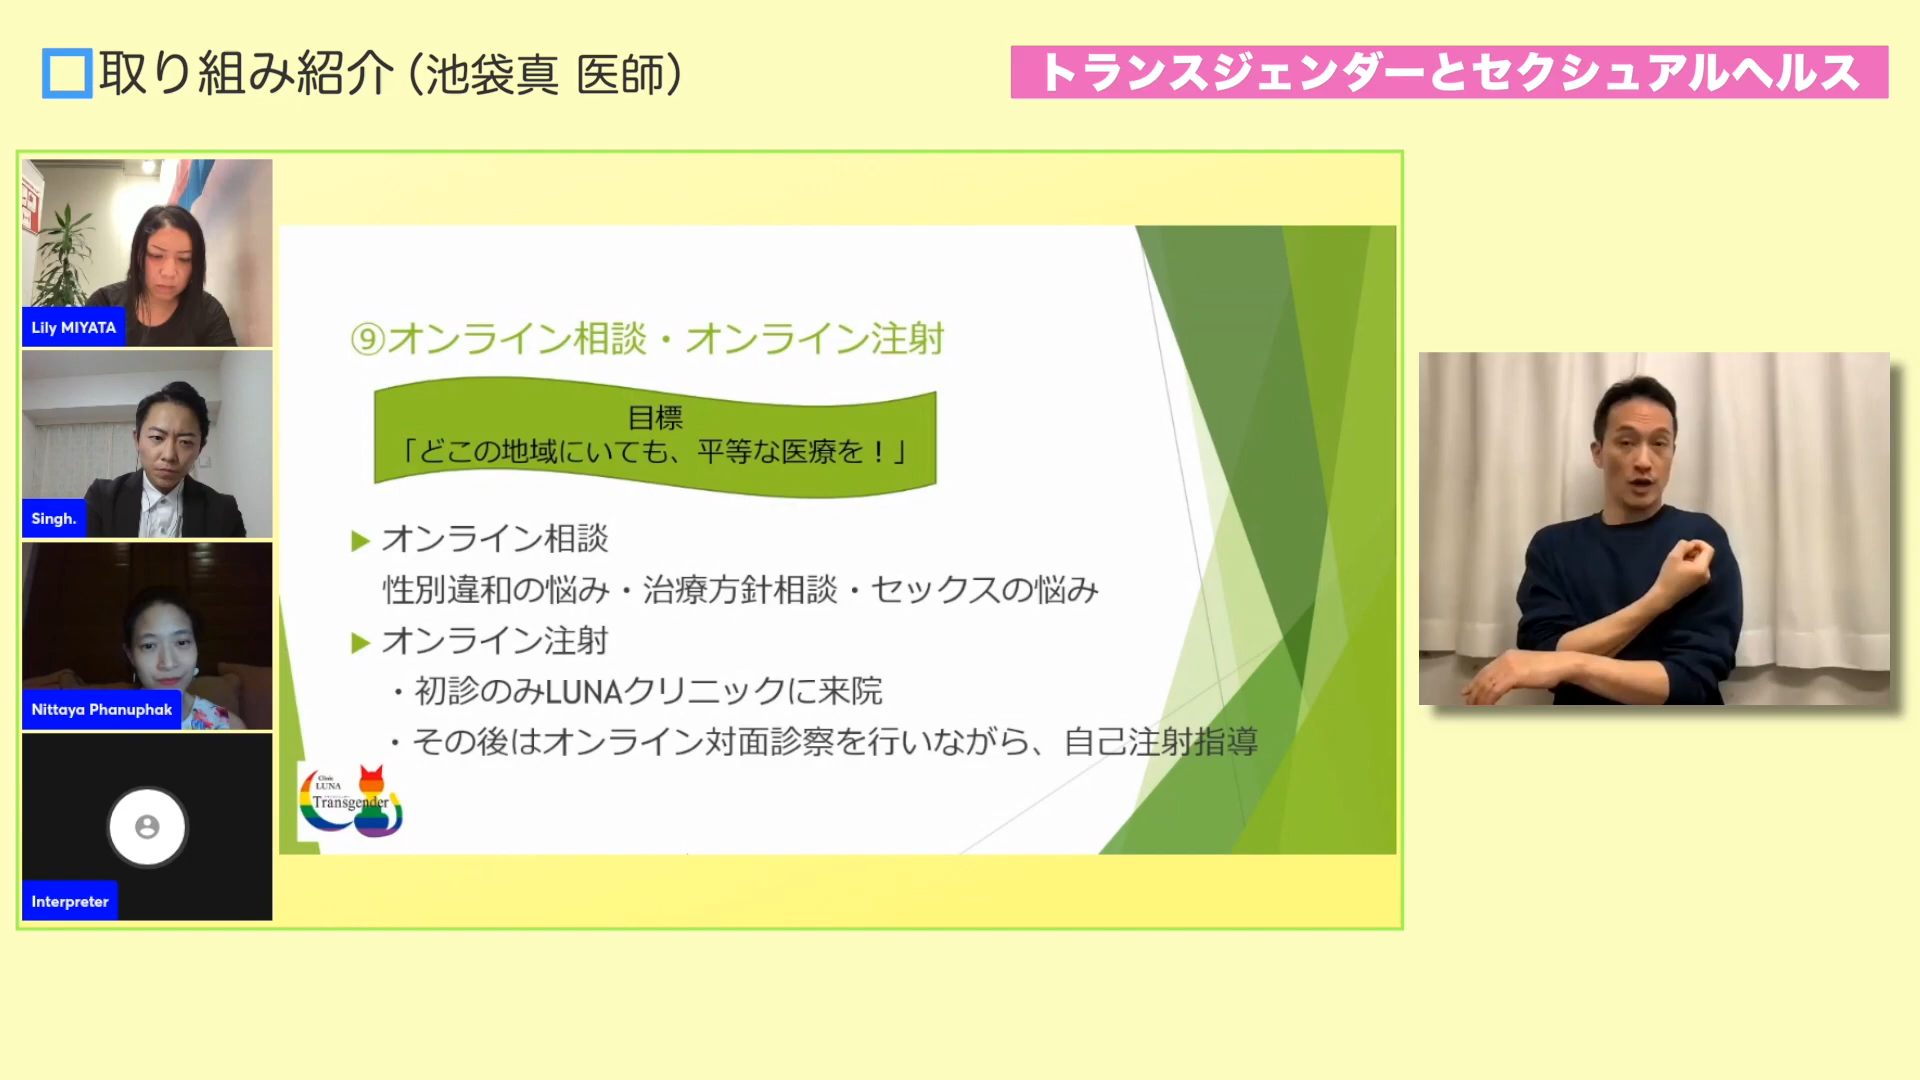 取り組み紹介（池袋真 医師）
トランスジェンダーとセクシュアルヘルス
Lily MIYATA
Singh.
Nittaya Phanuphak
Interpreter
⑨オンライン相談・オンライン注射
目標
「どこの地域にいても、平等な医療を！」
オンライン相談
性別違和の悩み・治療方針相談・セックスの悩み
オンライン注射
・初診のみLUNAクリニックに来院
・その後はオンライン対面診察を行いながら、自己注射指導
Clinic
LUNA
Transgender